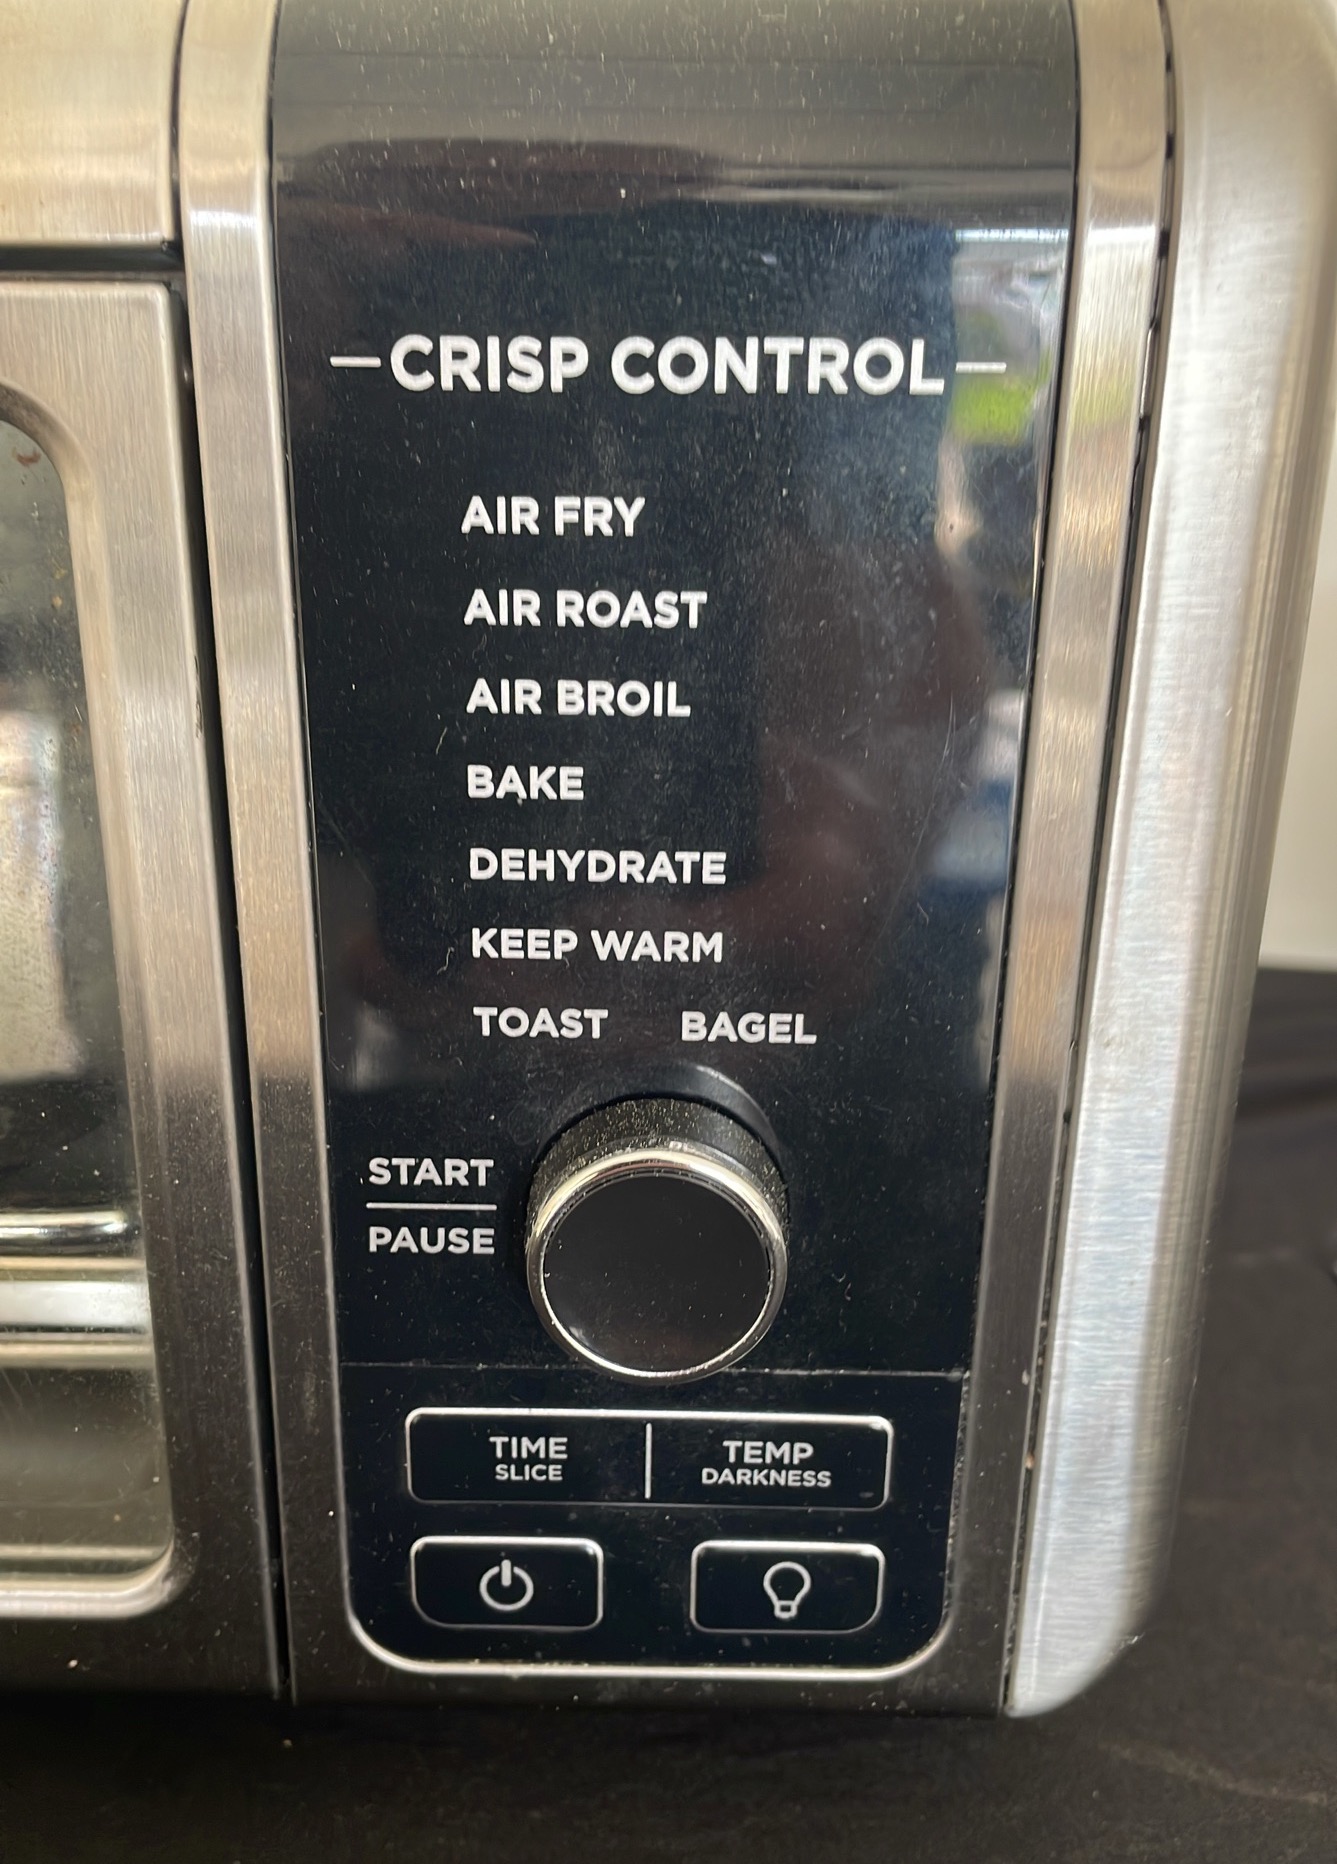 CRISP CONTROL
AIR FRY
AIR ROAST
AIR BROIL
BAKE
DEHYDRATE
KEEP WARM
TOAST BAGEL
START
PAUSE
TIME TEMP
SLICE DARKNESS